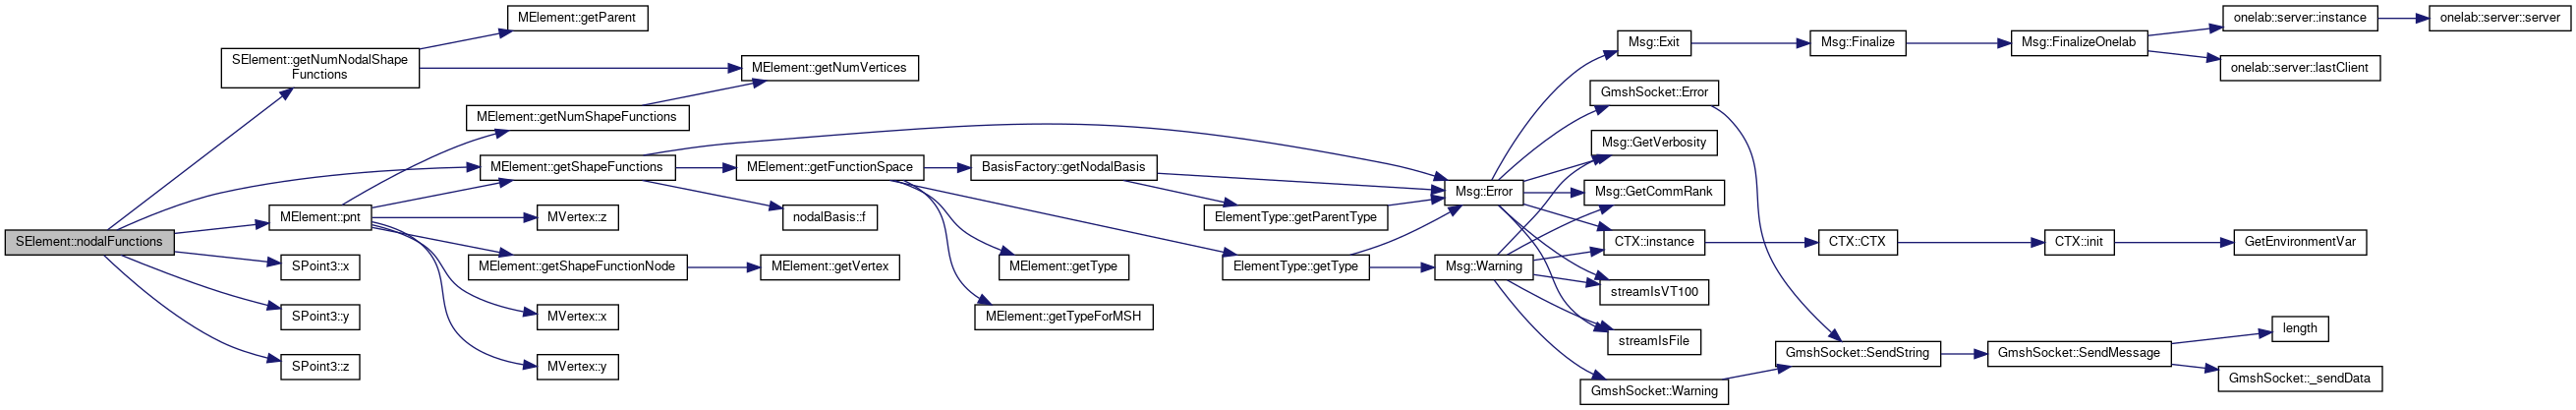 SElement::nodalFunctions
SElement::getNumNodalShape
Functions
MElement::getParent
MElement::getNumVertices
MElement::getNumShapeFunctions
MElement::getShapeFunctions
MElement::pnt
SPoint3::x
SPoint3::y
SPoint3::z
MElement::getFunctionSpace
nodalBasis::f
MVertex::z
MElement::getShapeFunctionNode
MElement::getVertex
MVertex::x
MVertex::y
BasisFactory::getNodalBasis
ElementType::getParentType
MElement::getType
ElementType::getType
MElement::getTypeForMSH
Msg::Error
Msg::Warning
Msg::Exit
GmshSocket::Error
Msg::GetVerbosity
Msg::GetCommRank
CTX::instance
streamIsVT100
streamIsFile
GmshSocket::Warning
Msg::Finalize
Msg::FinalizeOnelab
onelab::server::instance
onelab::server::server
onelab::server::lastClient
CTX::CTX
CTX::init
GetEnvironmentVar
GmshSocket::SendString
GmshSocket::SendMessage
length
GmshSocket::_sendData